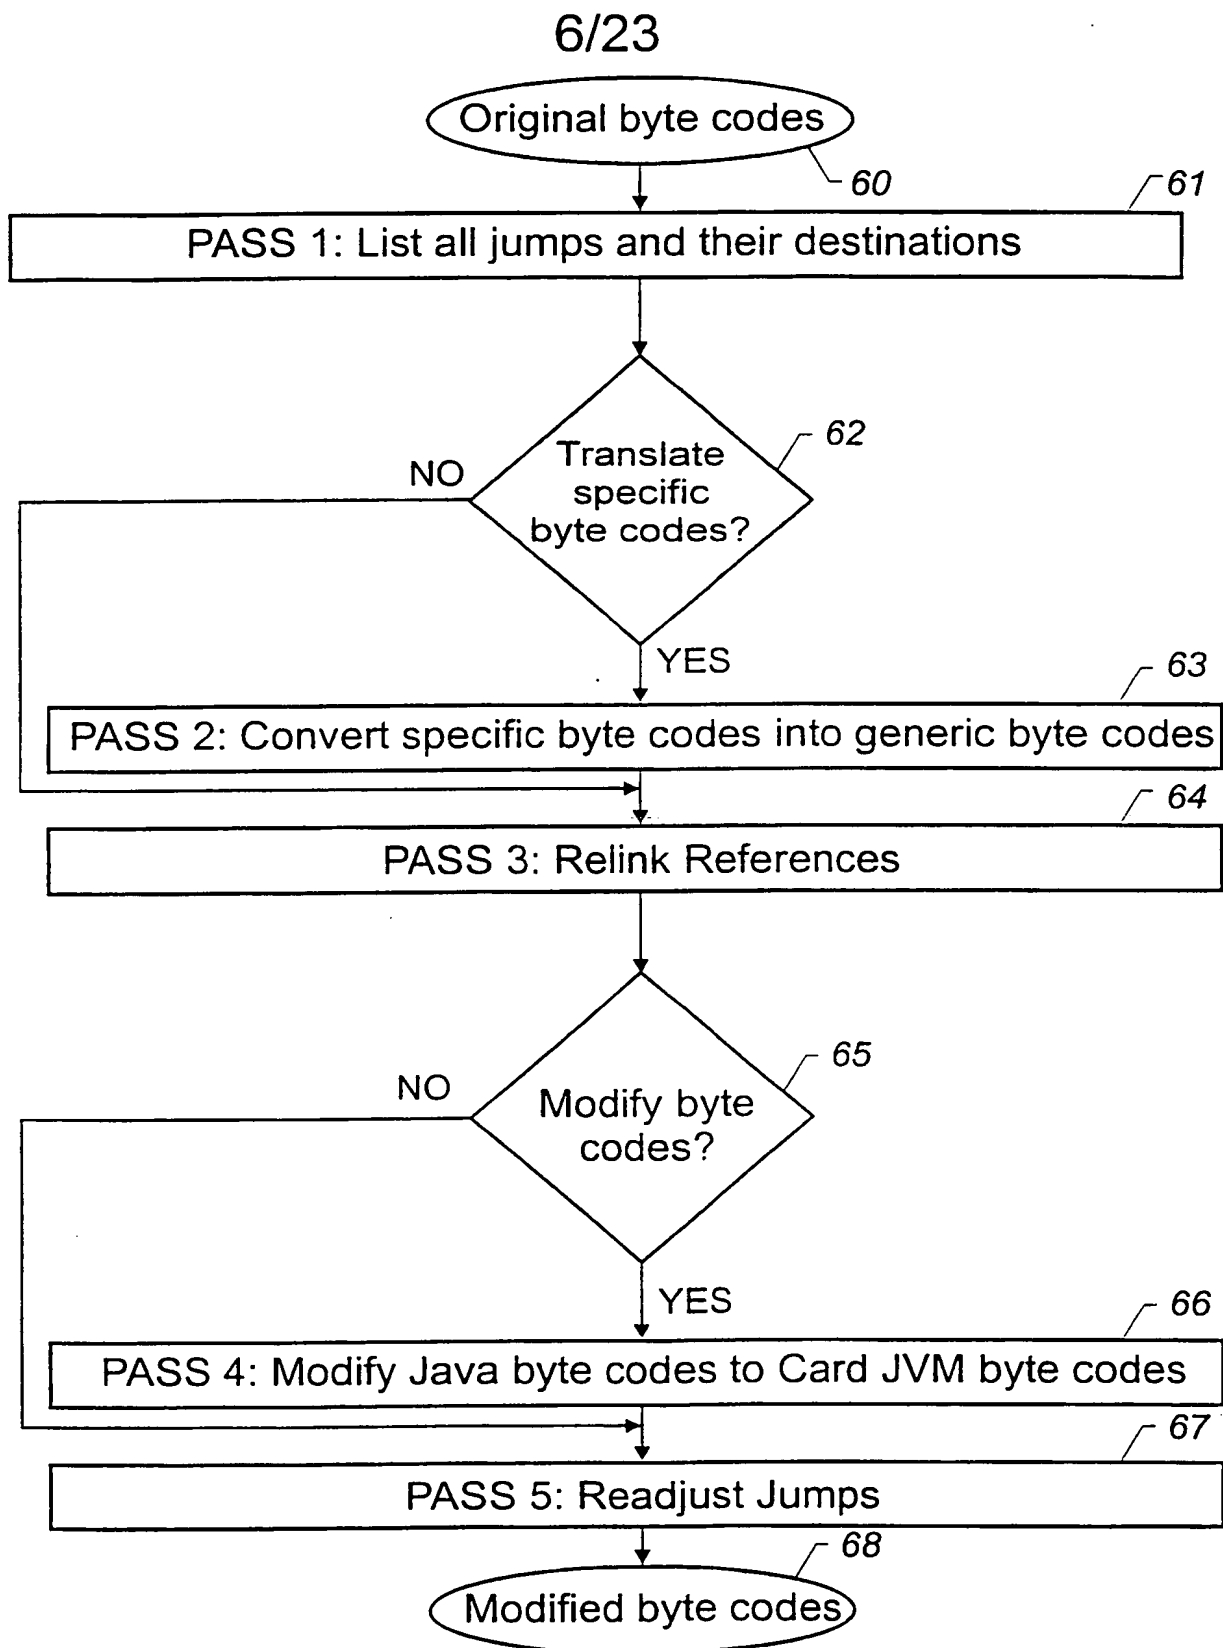 6/23
Original byte codes
60
61
PASS 1: List all jumps and their destinations
62
Translate
specific
byte codes?
NO
YES
63
PASS 2: Convert specific byte codes into generic byte codes
64
PASS 3: Relink References
65
NO
Modify byte
codes?
YES
66
PASS 4: Modify Java byte codes to Card JVM byte codes
67
PASS 5: Readjust Jumps
68
Modified byte codes